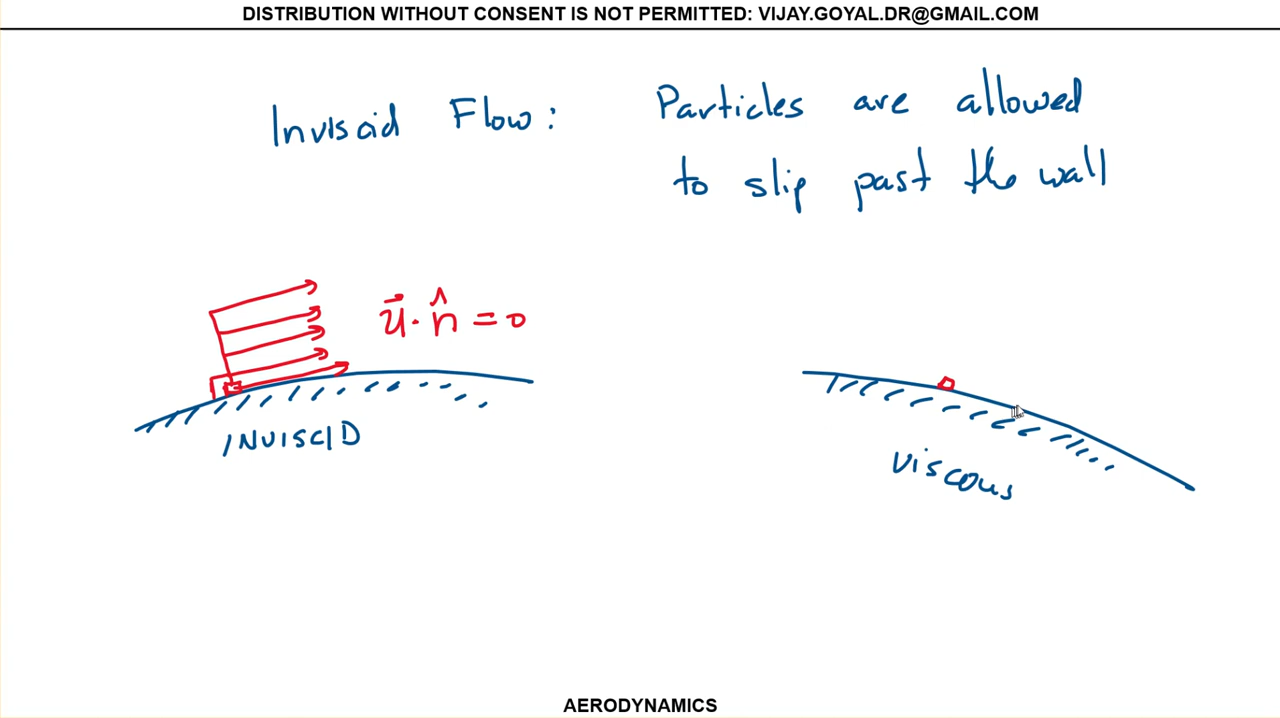 DISTRIBUTION WITHOUT CONSENT IS NOT PERMITTED: VIJAY.GOYAL.DR@GMAIL.COM
Inviscid Flow: Particles are allowed
to slip past the wall
u⃗ · n̂ = 0
INVISCID
Viscous
AERODYNAMICS